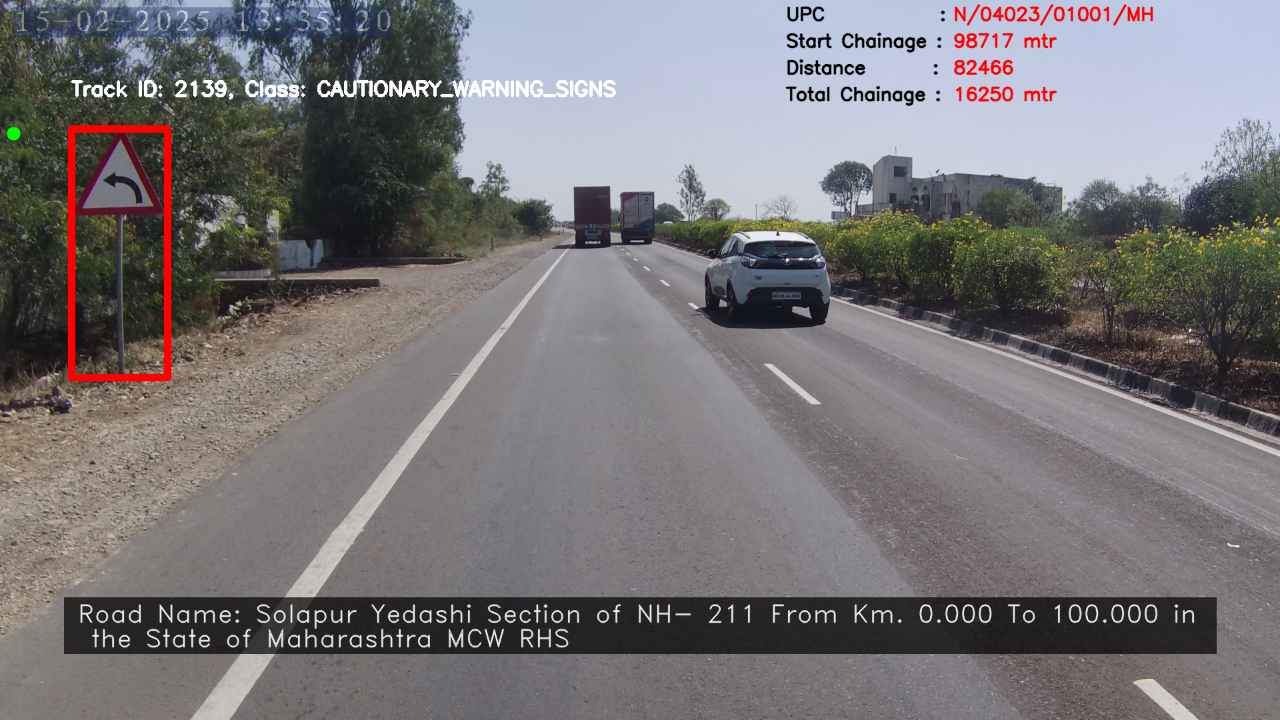 15-02-2025 13:35:20
UPC : N/04023/01001/MH
Start Chainage : 98717 mtr
Distance : 82466
Total Chainage : 16250 mtr
Track ID: 2139, Class: CAUTIONARY_WARNING_SIGNS
Road Name: Solapur Yedashi Section of NH- 211 From Km. 0.000 To 100.000 in
the State of Maharashtra MCW RHS